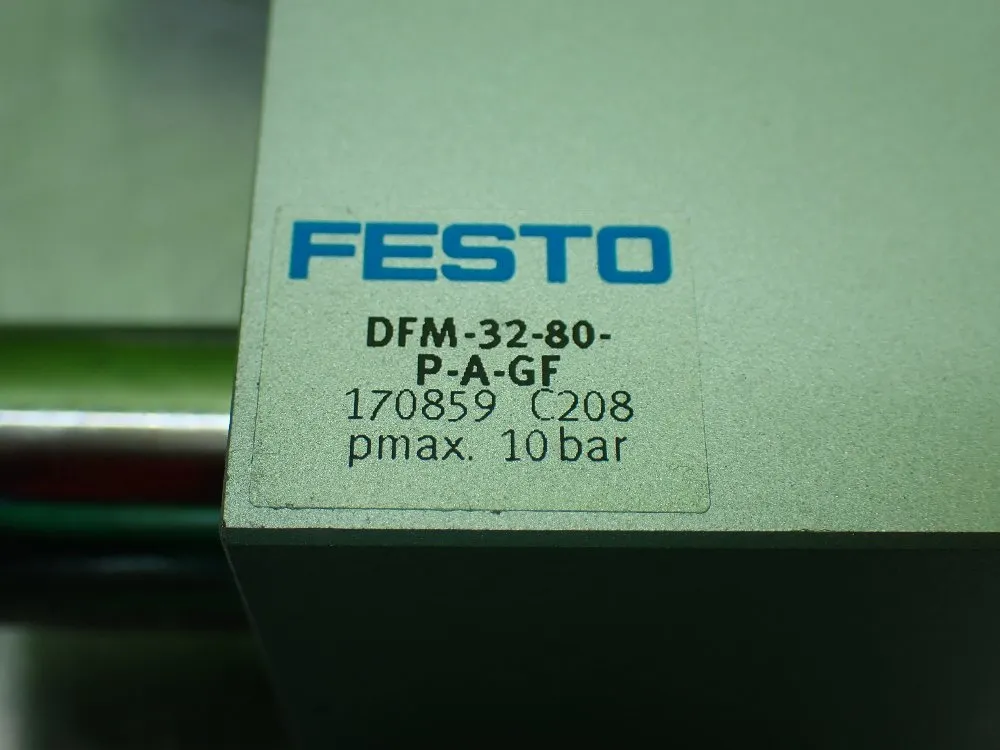 FESTO
DFM-32-80-
P-A-GF
170859 C208
pmax. 10 bar